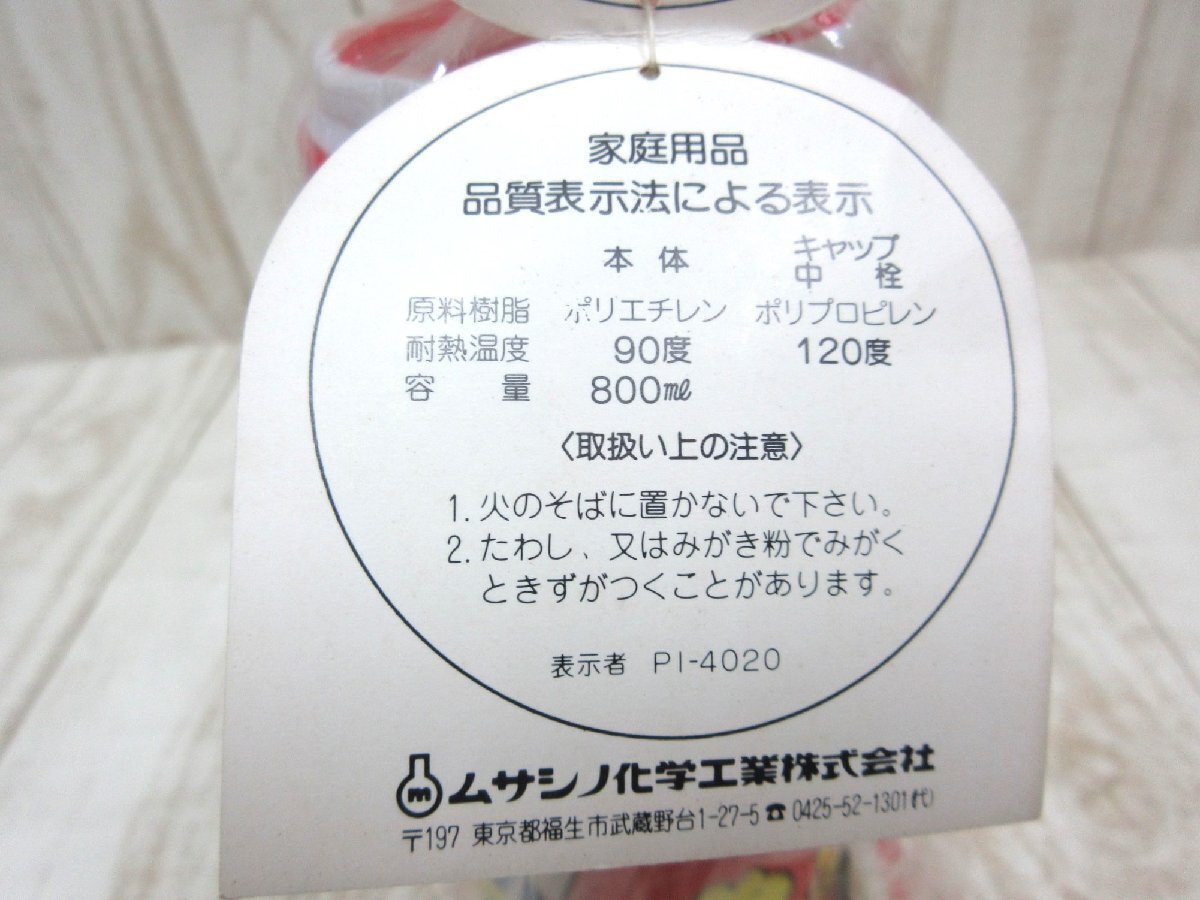 家庭用品
品質表示法による表示
本体 キャップ
中栓
原料樹脂 ポリエチレン ポリプロピレン
耐熱温度 90度 120度
容量 800㎖
〈取扱い上の注意〉
1. 火のそばに置かないで下さい。
2. たわし、又はみがき粉でみがく
ときずがつくことがあります。
表示者 PI-4020
m ムサシノ化学工業株式会社
〒197 東京都福生市武蔵野台1-27-5 ☎ 0425-52-1301㈹